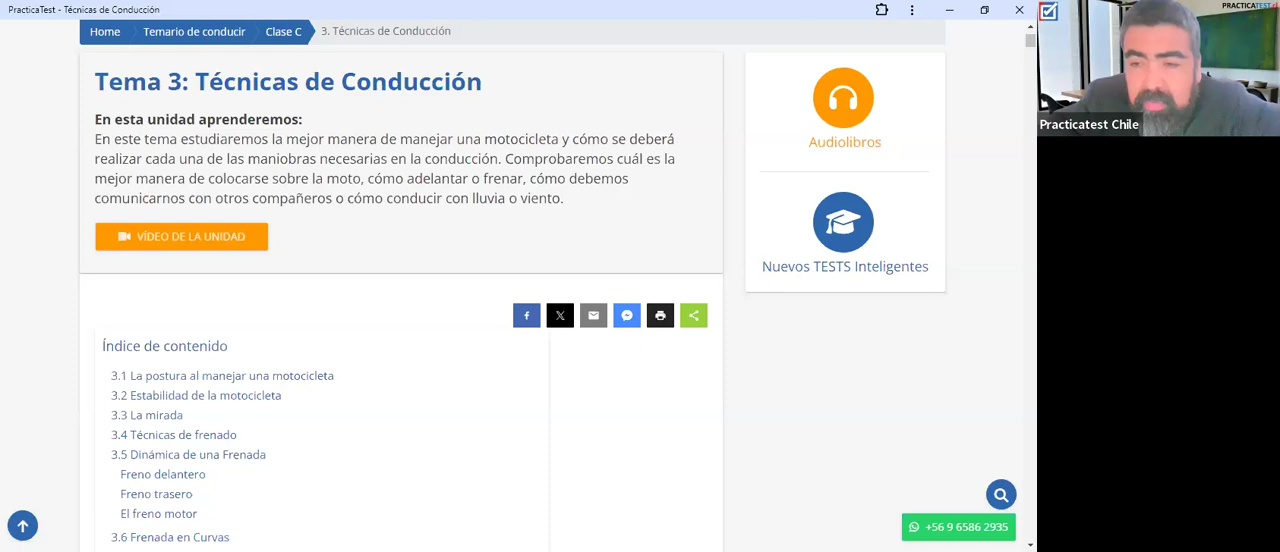 PracticaTest - Técnicas de Conducción
Home
Temario de conducir
Clase C
3. Técnicas de Conducción
Tema 3: Técnicas de Conducción
En esta unidad aprenderemos:
En este tema estudiaremos la mejor manera de manejar una motocicleta y cómo se deberá
realizar cada una de las maniobras necesarias en la conducción. Comprobaremos cuál es la
mejor manera de colocarse sobre la moto, cómo adelantar o frenar, cómo debemos
comunicarnos con otros compañeros o cómo conducir con lluvia o viento.
VÍDEO DE LA UNIDAD
Audiolibros
Nuevos TESTS Inteligentes
Índice de contenido
3.1 La postura al manejar una motocicleta
3.2 Estabilidad de la motocicleta
3.3 La mirada
3.4 Técnicas de frenado
3.5 Dinámica de una Frenada
Freno delantero
Freno trasero
El freno motor
3.6 Frenada en Curvas
+56 9 6586 2935
PRACTICATEST.cl
Practicatest Chile